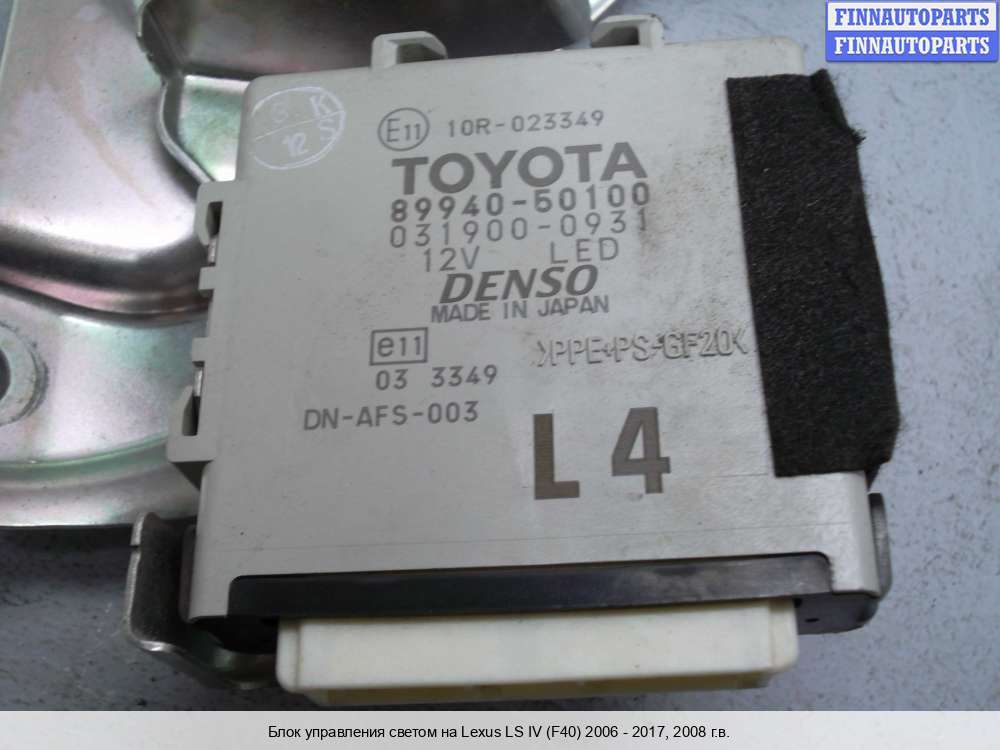 FINNAUTOPARTS
FINNAUTOPARTS
K
12 S
E11 10R-023349
TOYOTA
89940-50100
031900-0931
12V LED
DENSO
MADE IN JAPAN
e11
>PPE+PS-GF20<
03 3349
DN-AFS-003
L4
Блок управления светом на Lexus LS IV (F40) 2006 - 2017, 2008 г.в.